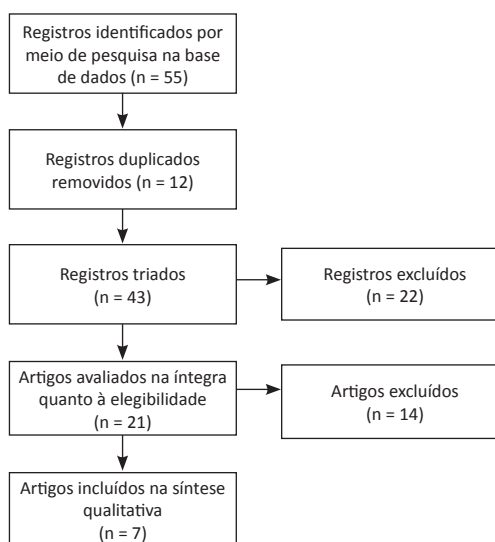 Registros identificados por
meio de pesquisa na base
de dados (n = 55)
Registros duplicados
removidos (n = 12)
Registros triados
(n = 43)
Registros excluídos
(n = 22)
Artigos avaliados na íntegra
quanto à elegibilidade
(n = 21)
Artigos excluídos
(n = 14)
Artigos incluídos na síntese
qualitativa
(n = 7)